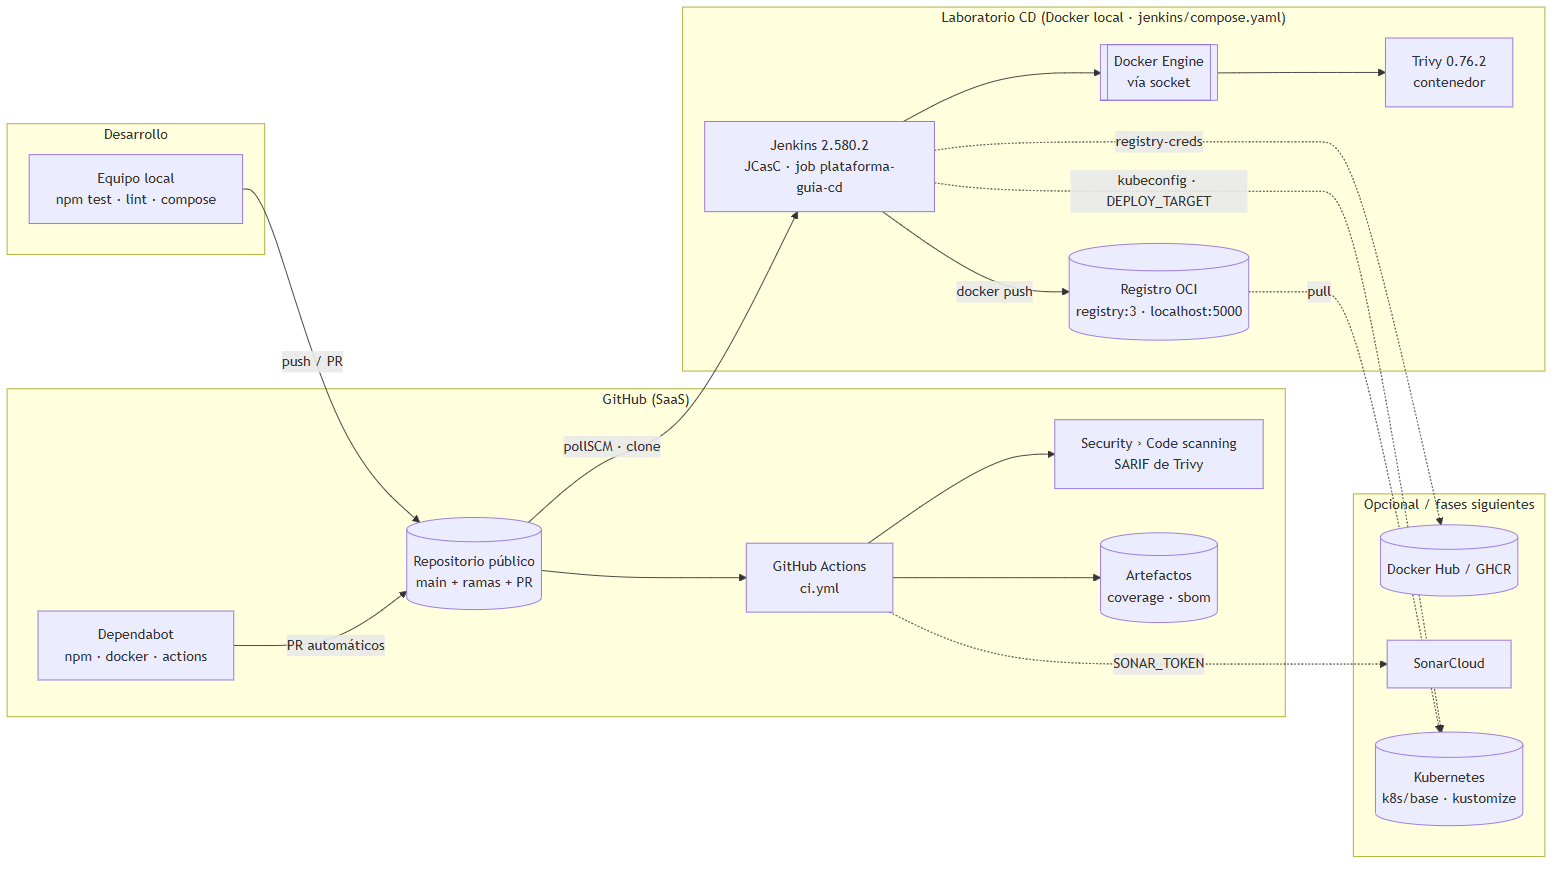 Laboratorio CD (Docker local · jenkins/compose.yaml)
Docker Engine
vía socket
Trivy 0.76.2
contenedor
Jenkins 2.580.2
JCasC · job plataforma-
guia-cd
registry-creds
kubeconfig ·
DEPLOY_TARGET
docker push
Registro OCI
registry:3 · localhost:5000
pull
Desarrollo
Equipo local
npm test · lint · compose
push / PR
GitHub (SaaS)
pollSCM · clone
Security › Code scanning
SARIF de Trivy
Repositorio público
main + ramas + PR
GitHub Actions
ci.yml
Artefactos
coverage · sbom
Dependabot
npm · docker · actions
PR automáticos
SONAR_TOKEN
Opcional / fases siguientes
Docker Hub / GHCR
SonarCloud
Kubernetes
k8s/base · kustomize